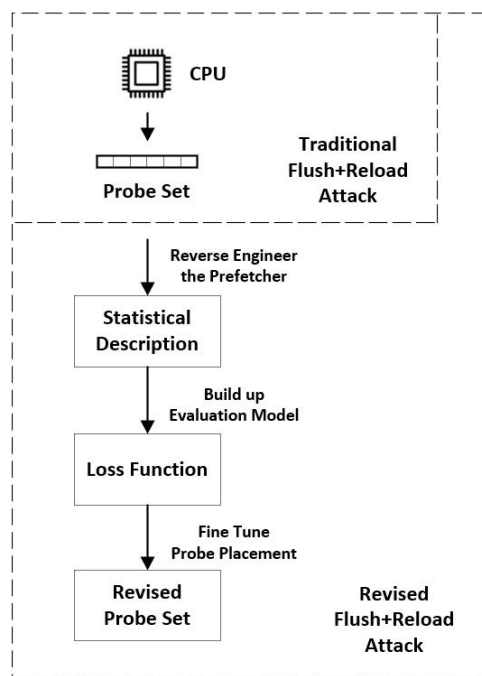 CPU
Probe Set
Traditional
Flush+Reload
Attack
Reverse Engineer
the Prefetcher
Statistical
Description
Build up
Evaluation Model
Loss Function
Fine Tune
Probe Placement
Revised
Probe Set
Revised
Flush+Reload
Attack